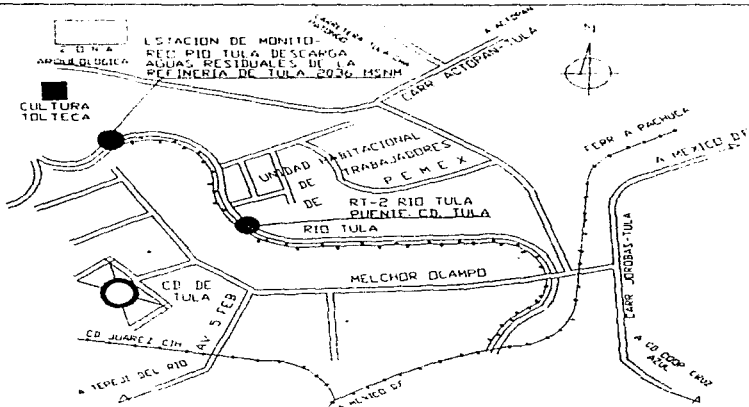 ZONA
ARQUEOLOGICA
ESTACION DE MONITO-
REO RIO TULA DESCARGA
AGUAS RESIDUALES DE LA
REFINERIA DE TULA 2036 MSNM
CULTURA
TOLTECA
A ACTOPAN
CARR ACTOPAN-TULA
N
FERR A PACHUCA
A MEXICO DF
UNIDAD HABITACIONAL
DE TRABAJADORES
DE PEMEX
RT-2 RIO TULA
PUENTE CD. TULA
RIO TULA
MELCHOR OCAMPO
CARR JOROBAS-TULA
CD DE
TULA
AV. 5 FEB
CD JUAREZ CIH
A TEPEJI DEL RIO
A MEXICO DF
A CD COOP CRUZ
AZUL